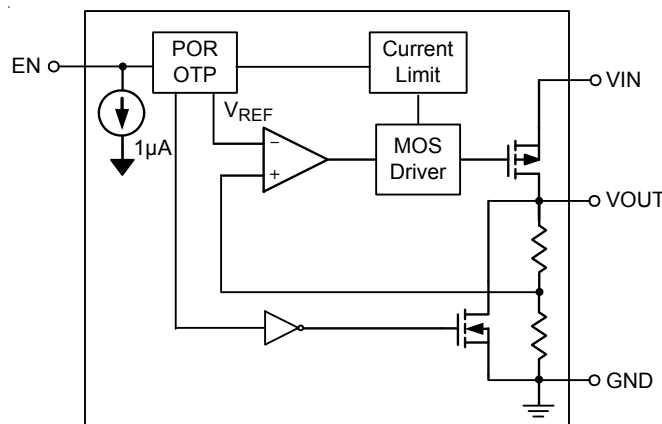 POR
OTP
Current
Limit
EN
VIN
VREF
1µA
−
+
MOS
Driver
VOUT
GND